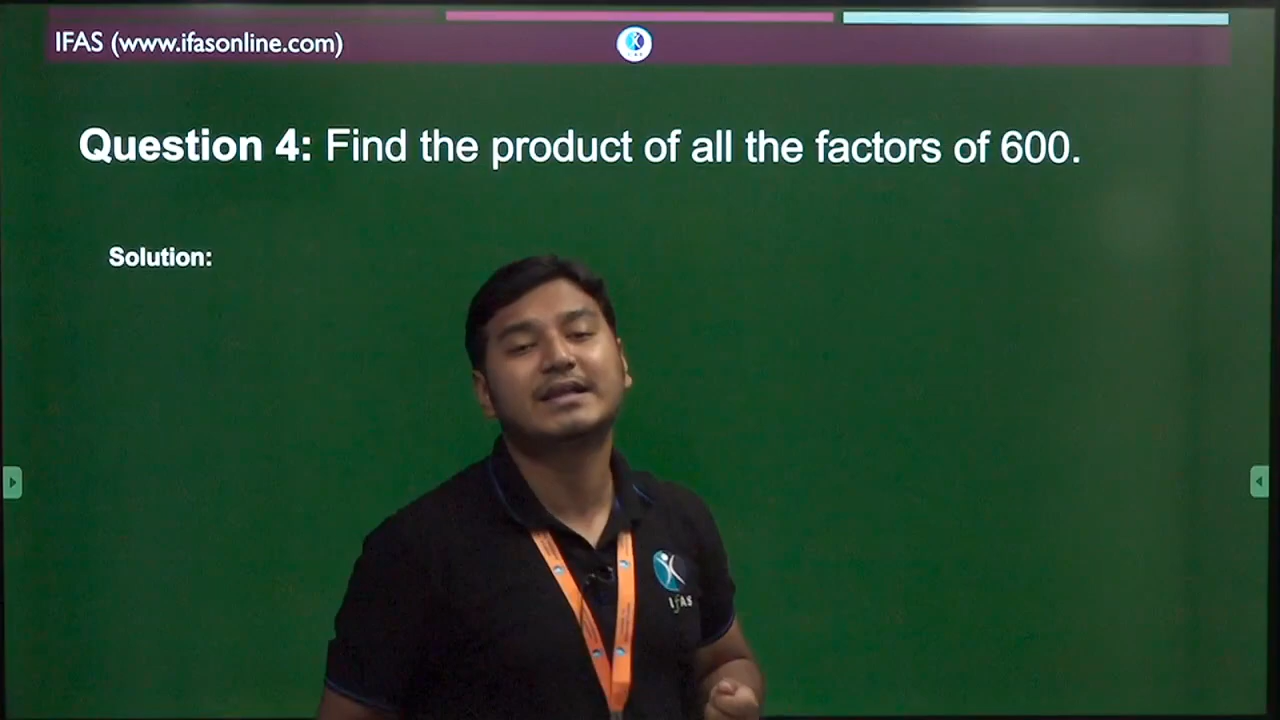 IFAS (www.ifasonline.com)
Question 4: Find the product of all the factors of 600.
Solution:
IFAS